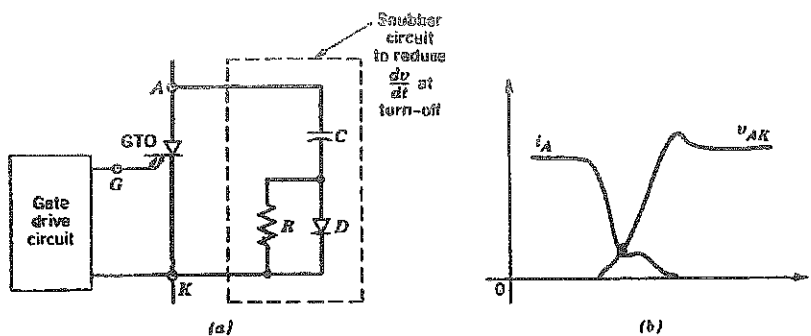 Snubber
circuit
to reduce
dv
dt at
turn-off
A
GTO
C
G
Gate
drive
circuit
R
D
K
(a)
i_A
v_AK
0
(b)